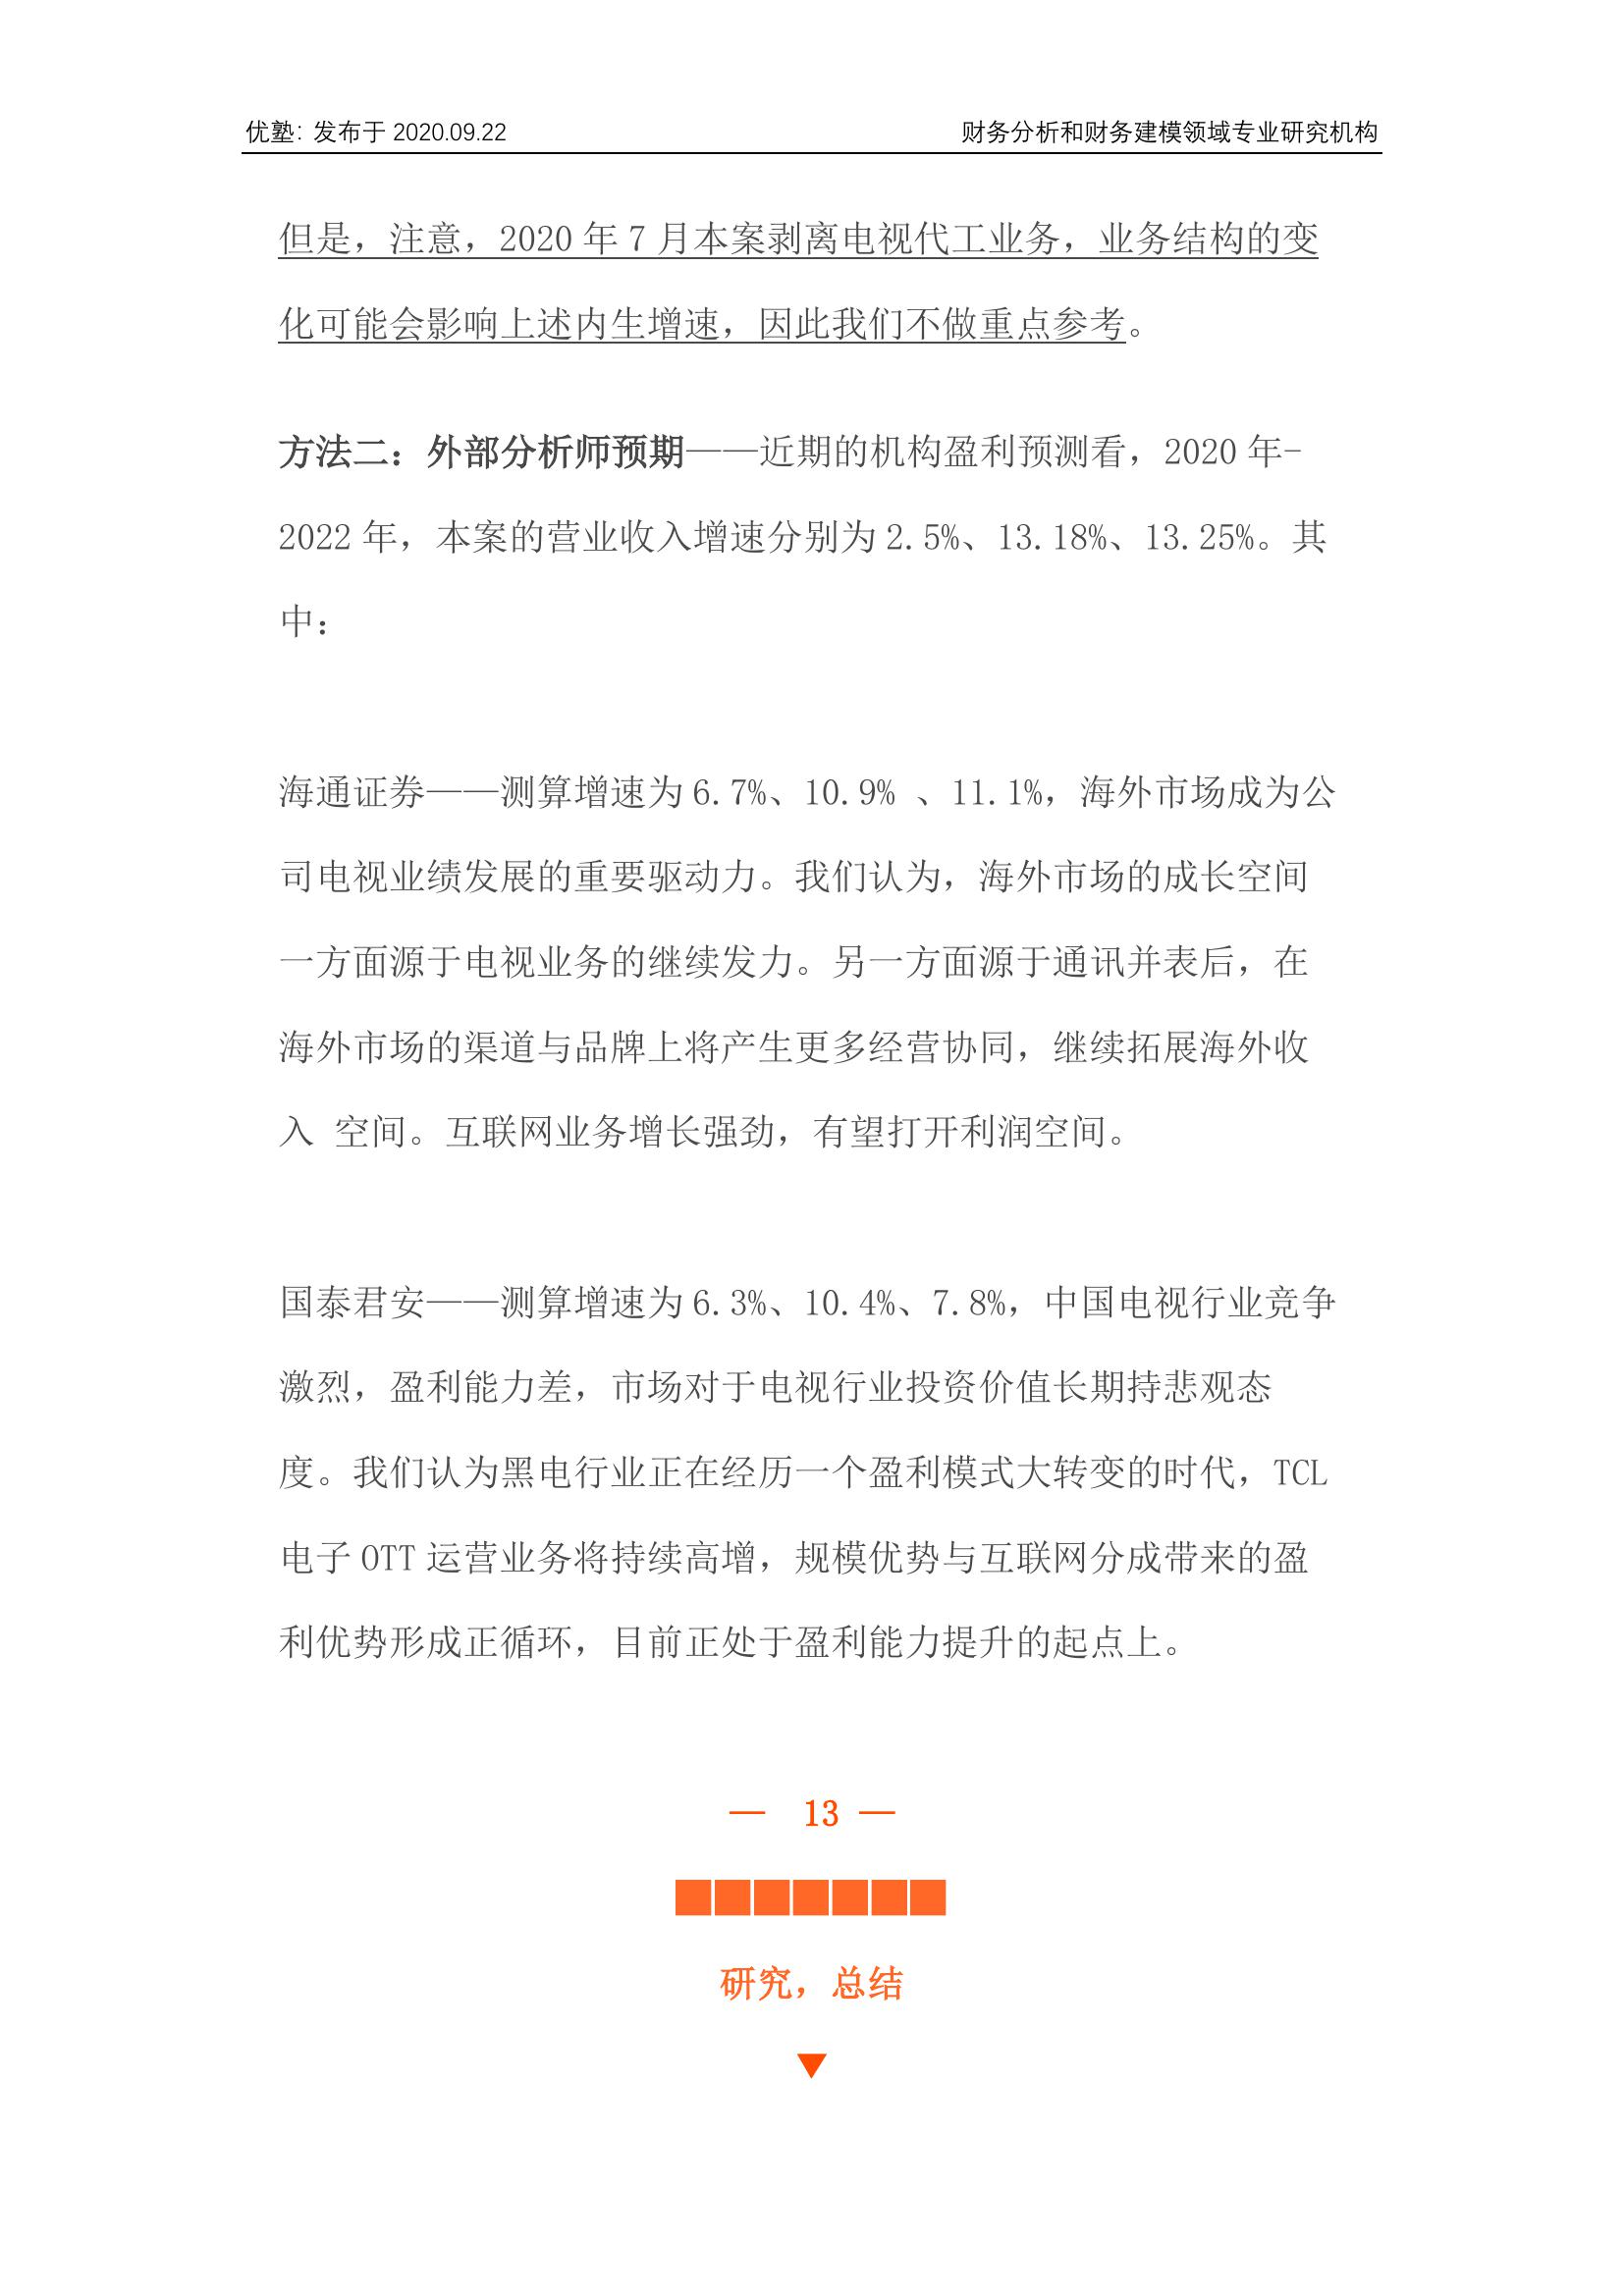 优塾：发布于 2020.09.22
财务分析和财务建模领域专业研究机构
但是，注意，2020 年 7 月本案剥离电视代工业务，业务结构的变
化可能会影响上述内生增速，因此我们不做重点参考。
方法二：外部分析师预期——近期的机构盈利预测看，2020 年-
2022 年，本案的营业收入增速分别为 2.5%、13.18%、13.25%。其
中：
海通证券——测算增速为 6.7%、10.9% 、11.1%，海外市场成为公
司电视业绩发展的重要驱动力。我们认为，海外市场的成长空间
一方面源于电视业务的继续发力。另一方面源于通讯并表后，在
海外市场的渠道与品牌上将产生更多经营协同，继续拓展海外收
入 空间。互联网业务增长强劲，有望打开利润空间。
国泰君安——测算增速为 6.3%、10.4%、7.8%，中国电视行业竞争
激烈，盈利能力差，市场对于电视行业投资价值长期持悲观态
度。我们认为黑电行业正在经历一个盈利模式大转变的时代，TCL
电子 OTT 运营业务将持续高增，规模优势与互联网分成带来的盈
利优势形成正循环，目前正处于盈利能力提升的起点上。
— 13 —
研究，总结